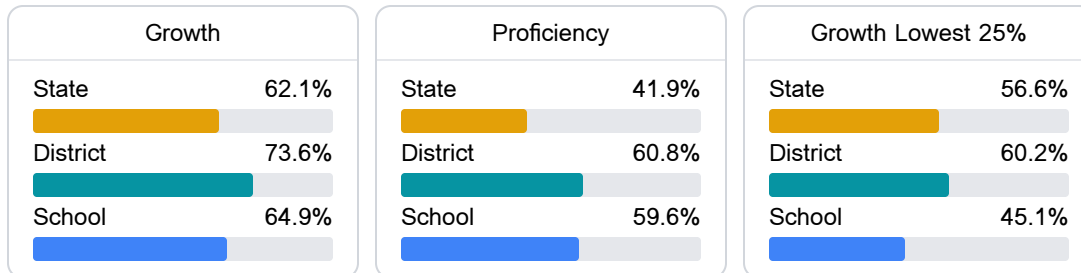 Growth
State 62.1%
District 73.6%
School 64.9%
Proficiency
State 41.9%
District 60.8%
School 59.6%
Growth Lowest 25%
State 56.6%
District 60.2%
School 45.1%